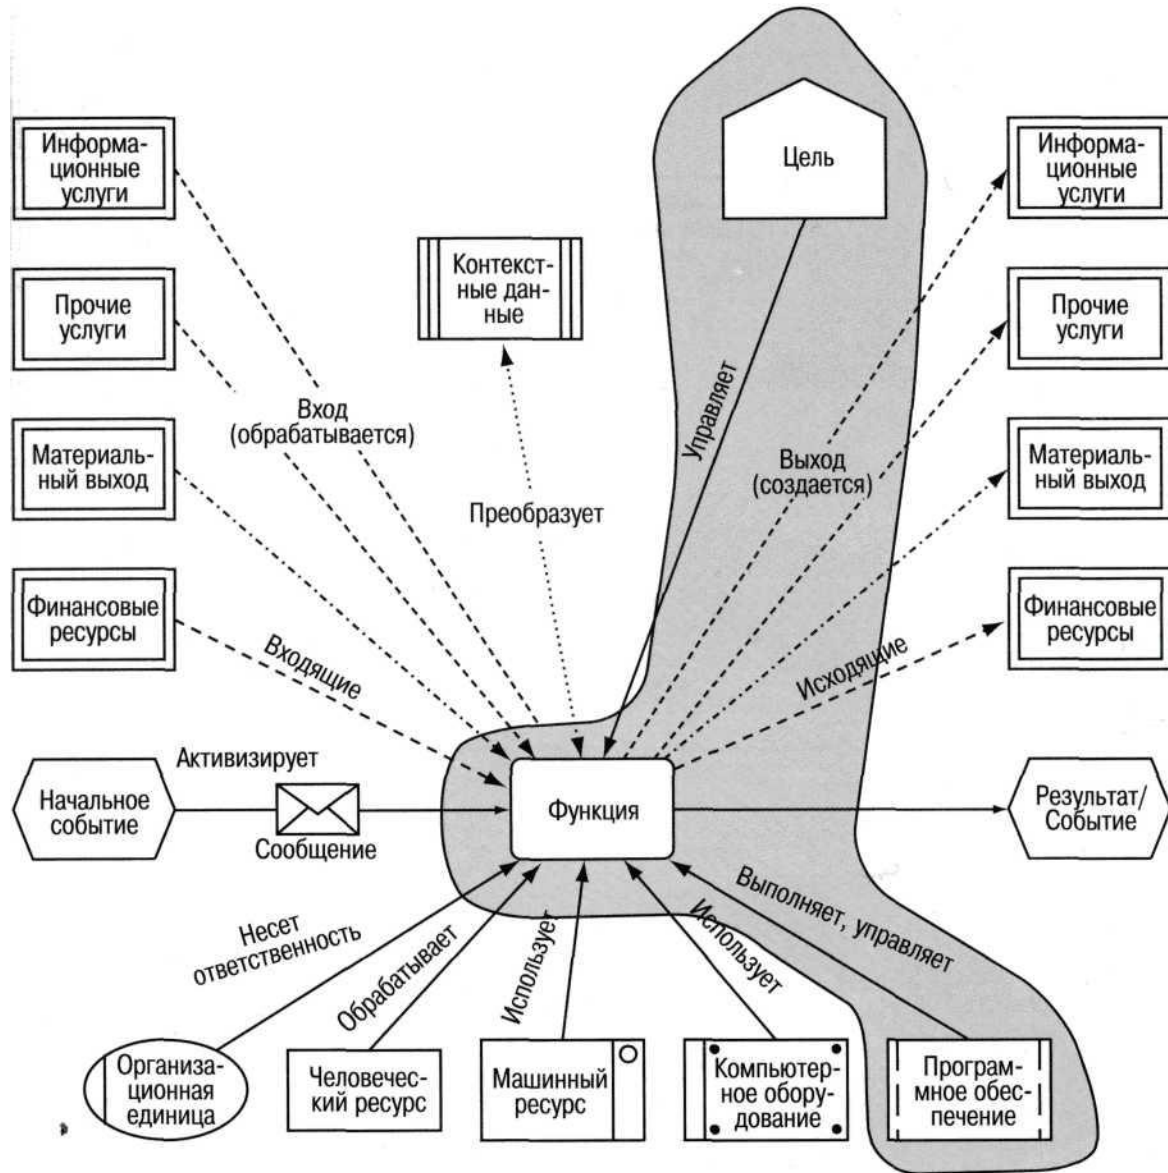 Информа-
ционные
услуги
Цель
Информа-
ционные
услуги
Контекст-
ные дан-
ные
Прочие
услуги
Прочие
услуги
Управляет
Вход
(обрабатывается)
Материаль-
ный выход
Выход
(создается)
Материаль-
ный выход
Преобразует
Финансовые
ресурсы
Входящие
Исходящие
Финансовые
ресурсы
Активизирует
Начальное
событие
Сообщение
Функция
Результат/
Событие
Несет
ответственность
Обрабатывает
Использует
Использует
Выполняет, управляет
Организа-
ционная
единица
Человечес-
кий ресурс
Машинный
ресурс
Компьютер-
ное обору-
дование
Програм-
мное обес-
печение